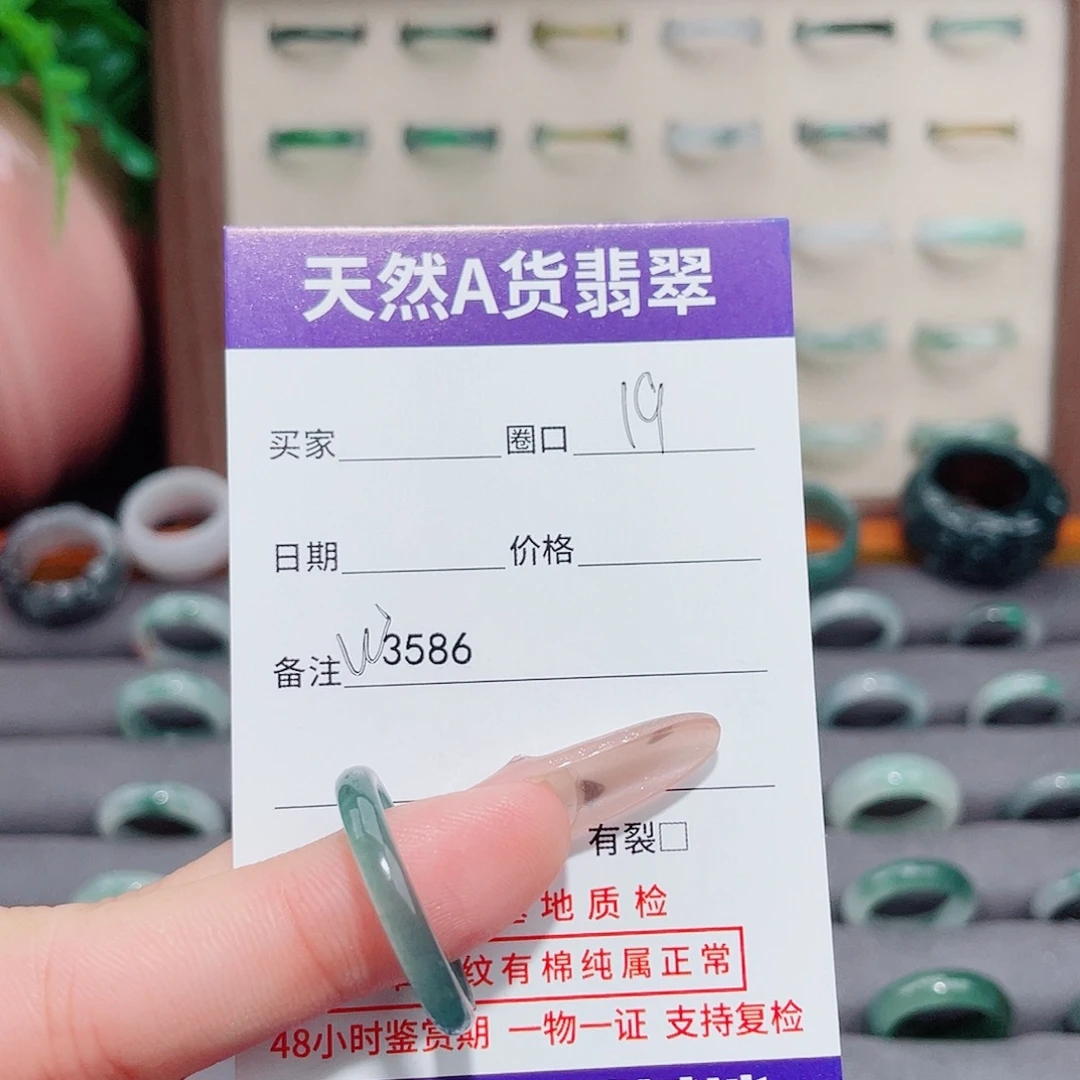 天然A货翡翠
买家 圈口 19
日期 价格
备注 W3586
有裂□
地质检
纹有棉纯属正常
48小时鉴赏期 一物一证 支持复检